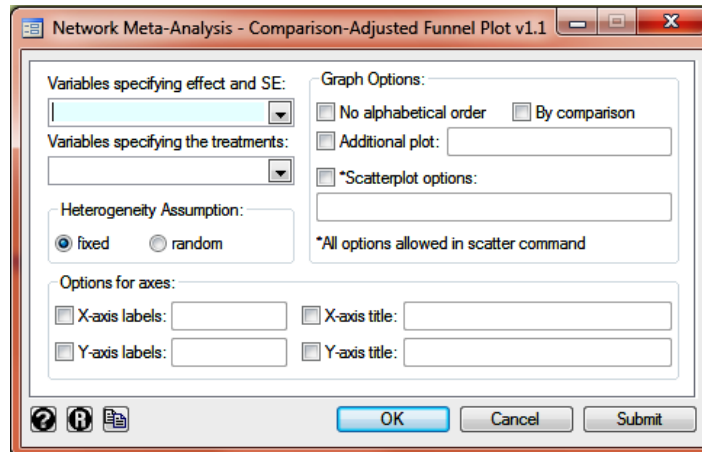 Network Meta-Analysis - Comparison-Adjusted Funnel Plot v1.1
Variables specifying effect and SE:
Variables specifying the treatments:
Heterogeneity Assumption:
fixed random
Graph Options:
No alphabetical order By comparison
Additional plot:
*Scatterplot options:
*All options allowed in scatter command
Options for axes:
X-axis labels: X-axis title:
Y-axis labels: Y-axis title:
? R OK Cancel Submit